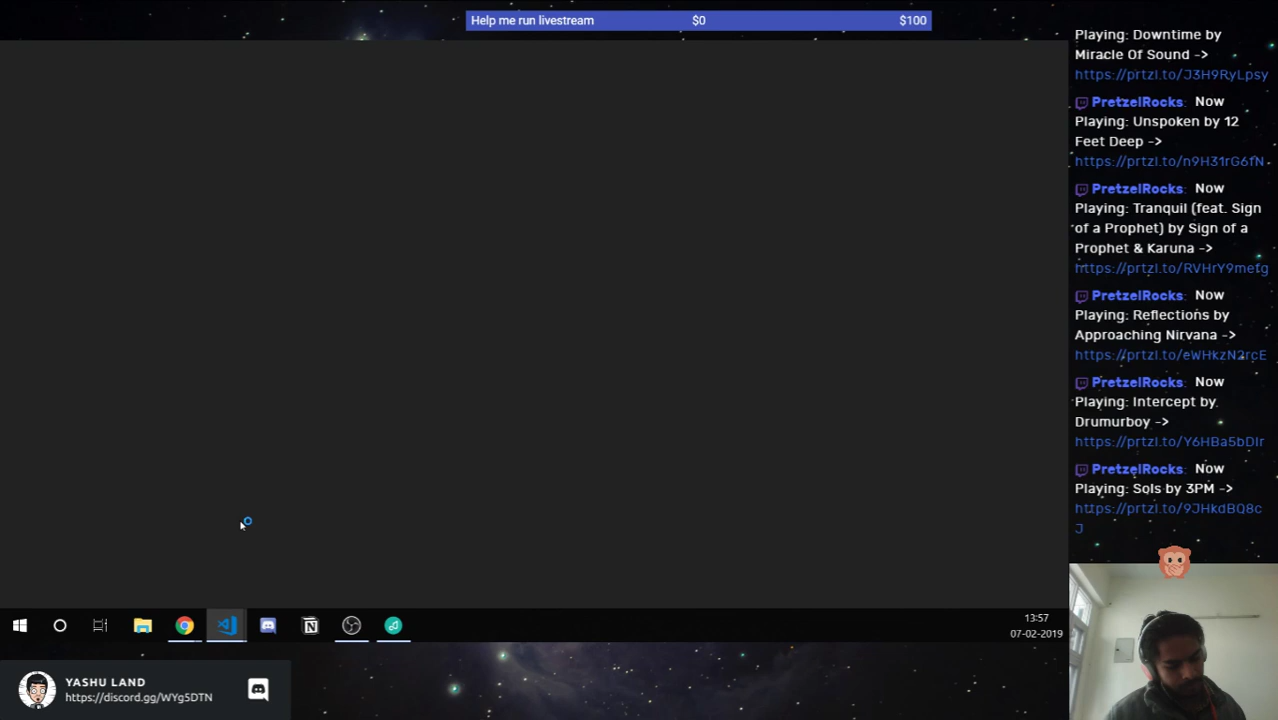 Help me run livestream $0 $100
Playing: Downtime by
Miracle Of Sound ->
https://prtzl.to/J3H9RyLpsy
PretzelRocks: Now
Playing: Unspoken by 12
Feet Deep ->
https://prtzl.to/n9H31rG6fN
PretzelRocks: Now
Playing: Tranquil (feat. Sign
of a Prophet) by Sign of a
Prophet & Karuna ->
https://prtzl.to/RVHrY9mefg
PretzelRocks: Now
Playing: Reflections by
Approaching Nirvana ->
https://prtzl.to/eWHkzN2rcE
PretzelRocks: Now
Playing: Intercept by
Drumurboy ->
https://prtzl.to/Y6HBa5bDIr
PretzelRocks: Now
Playing: Sols by 3PM ->
https://prtzl.to/9JHkdBQ8c
J
13:57
07-02-2019
YASHU LAND
https://discord.gg/WYg5DTN